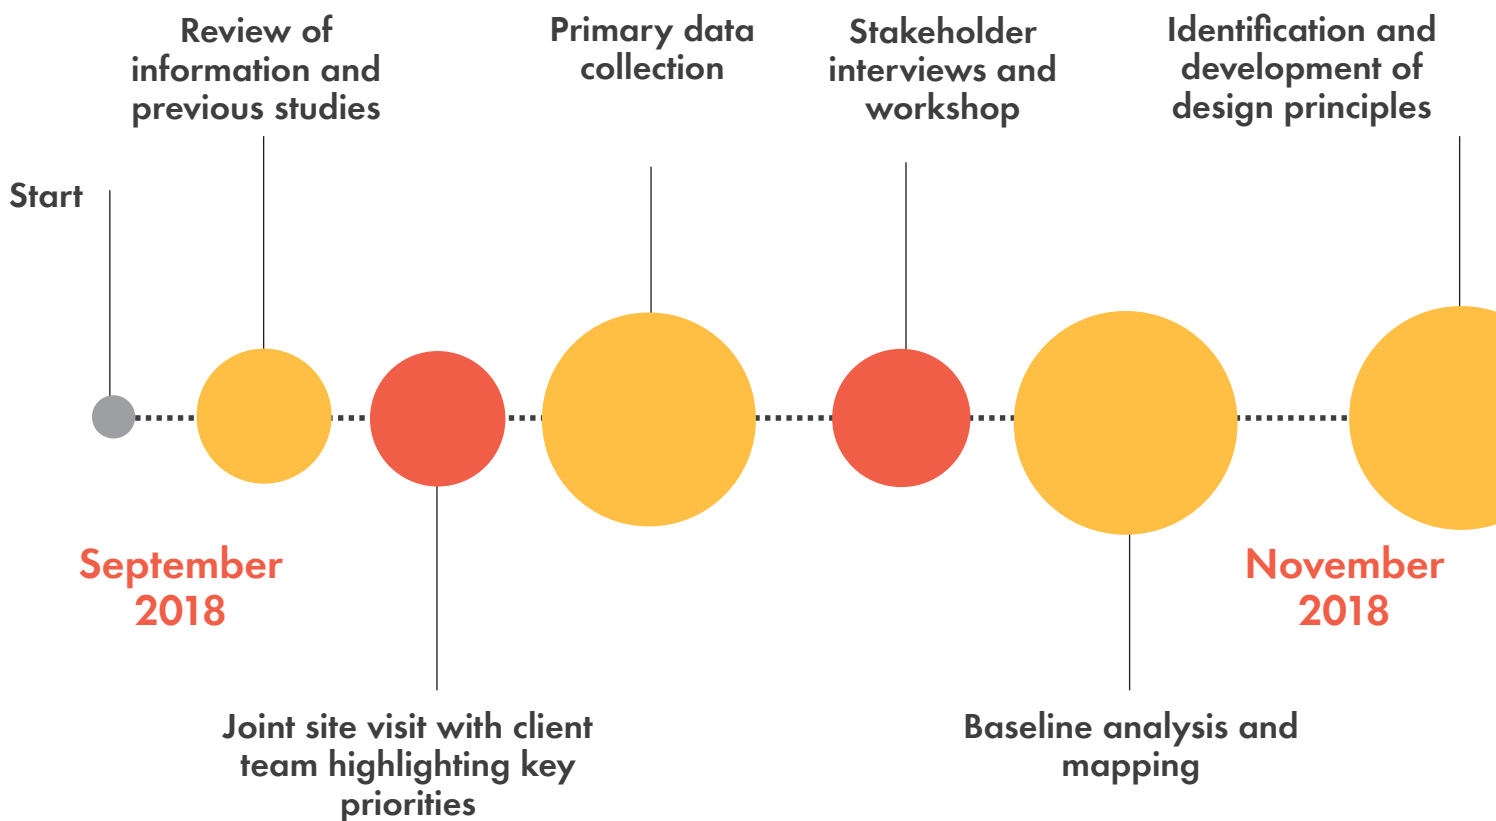 Review of
information and
previous studies
Primary data
collection
Stakeholder
interviews and
workshop
Identification and
development of
design principles
Start
September
2018
November
2018
Joint site visit with client
team highlighting key
priorities
Baseline analysis and
mapping